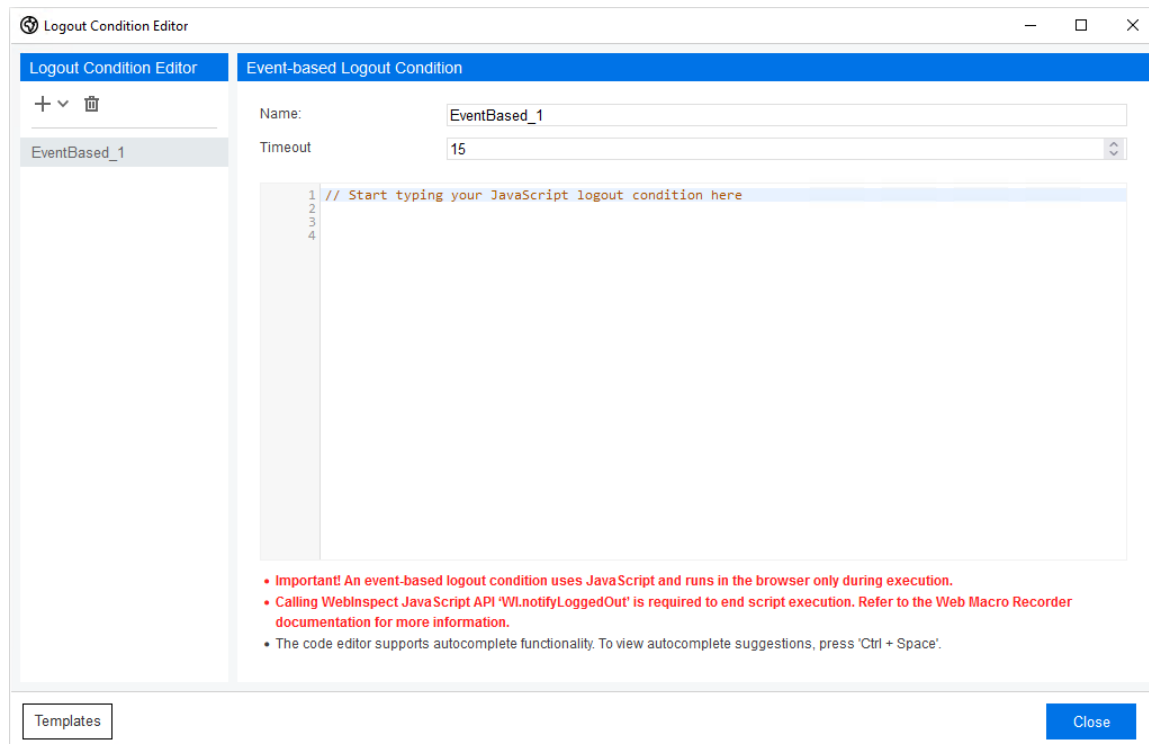 Logout Condition Editor
Logout Condition Editor
Event-based Logout Condition
EventBased_1
Name:
EventBased_1
Timeout
15
1 // Start typing your JavaScript logout condition here
2
3
4
• Important! An event-based logout condition uses JavaScript and runs in the browser only during execution.
• Calling WebInspect JavaScript API ‘WI.notifyLoggedOut’ is required to end script execution. Refer to the Web Macro Recorder
documentation for more information.
• The code editor supports autocomplete functionality. To view autocomplete suggestions, press 'Ctrl + Space'.
Templates
Close